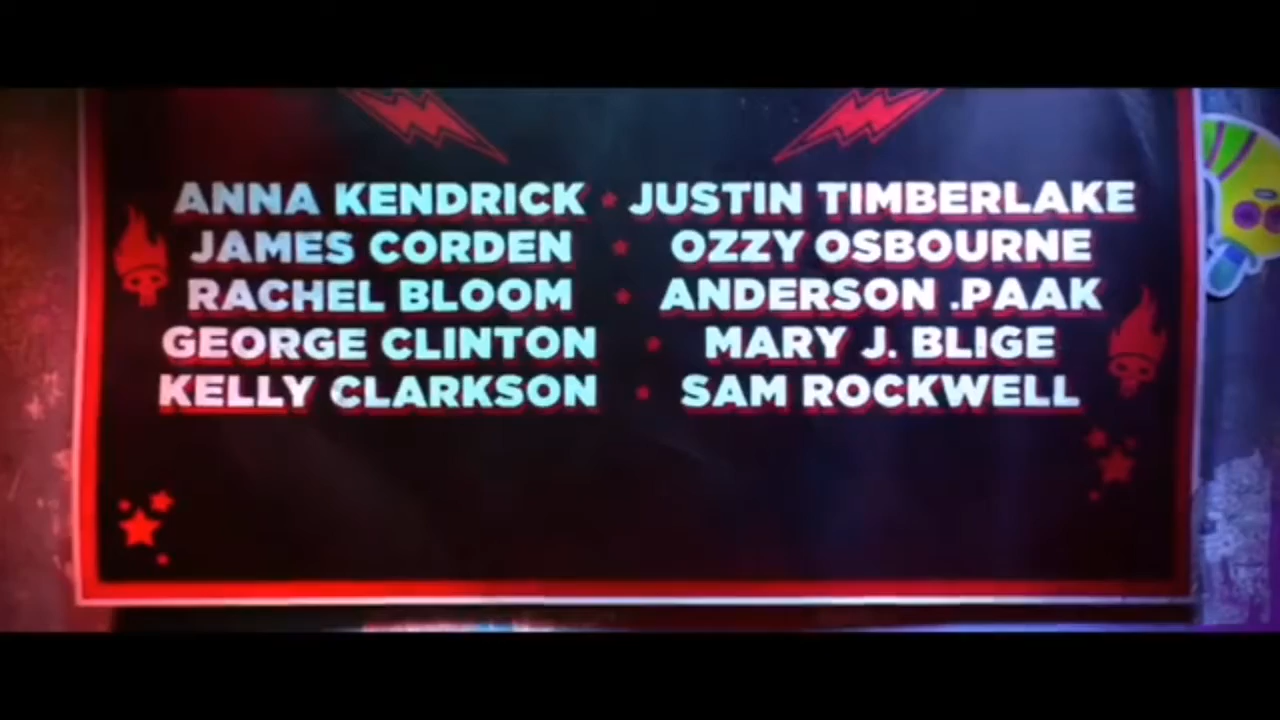 ANNA KENDRICK JUSTIN TIMBERLAKE
JAMES CORDEN OZZY OSBOURNE
RACHEL BLOOM ANDERSON .PAAK
GEORGE CLINTON MARY J. BLIGE
KELLY CLARKSON SAM ROCKWELL